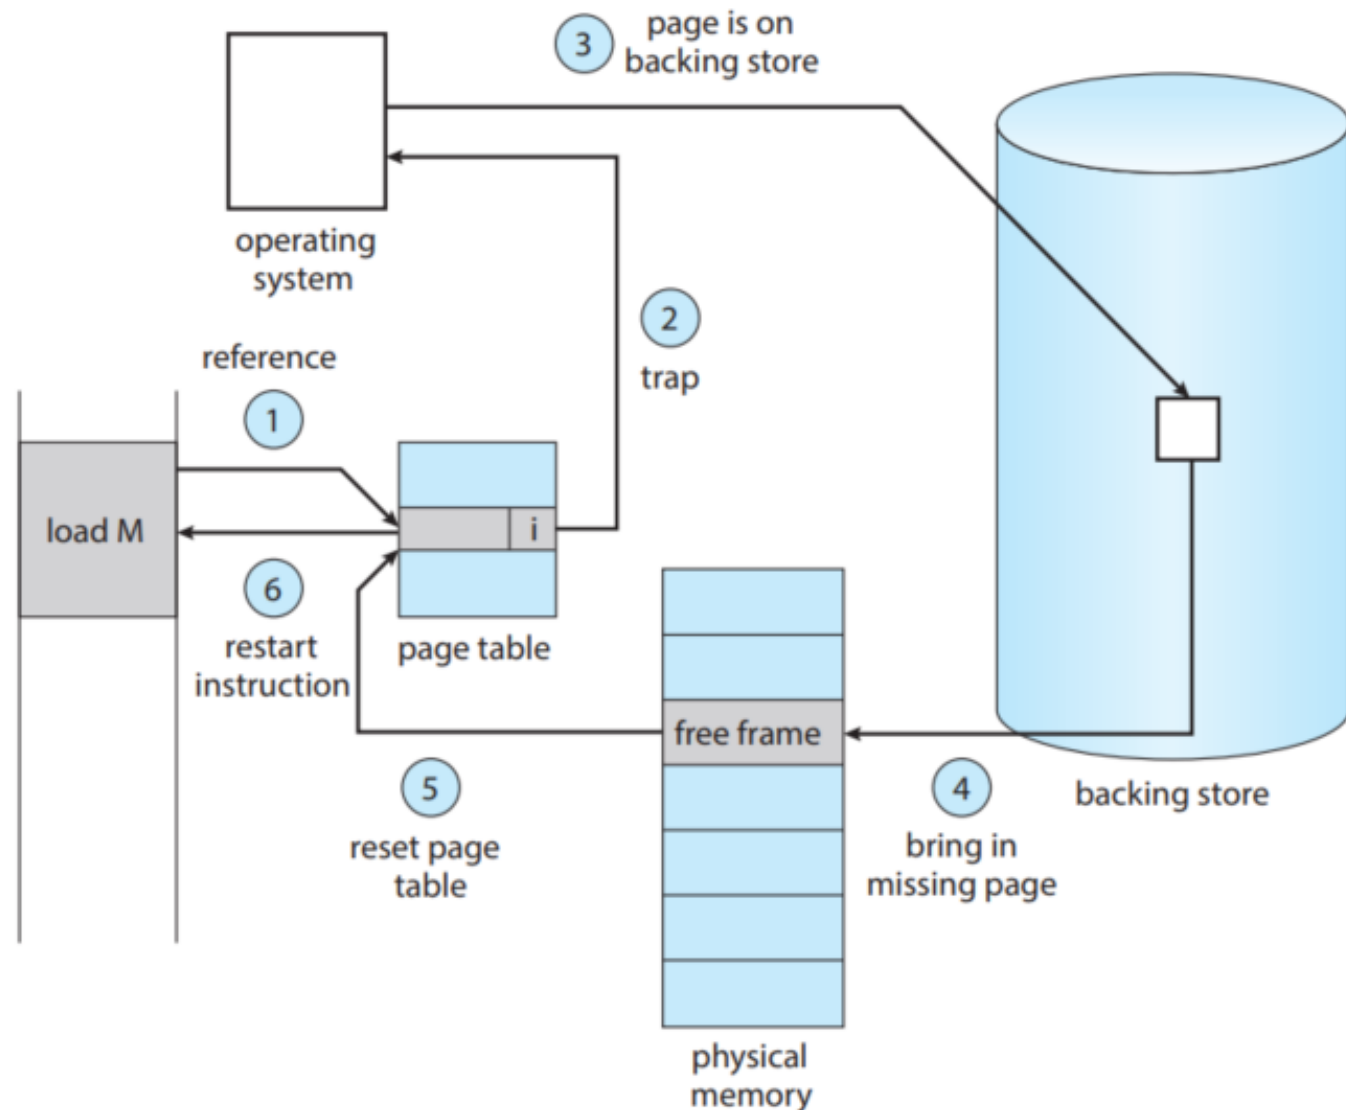 3
page is on
backing store
operating
system
2
trap
reference
1
load M
i
6
restart
instruction
page table
free frame
5
reset page
table
4
bring in
missing page
backing store
physical
memory